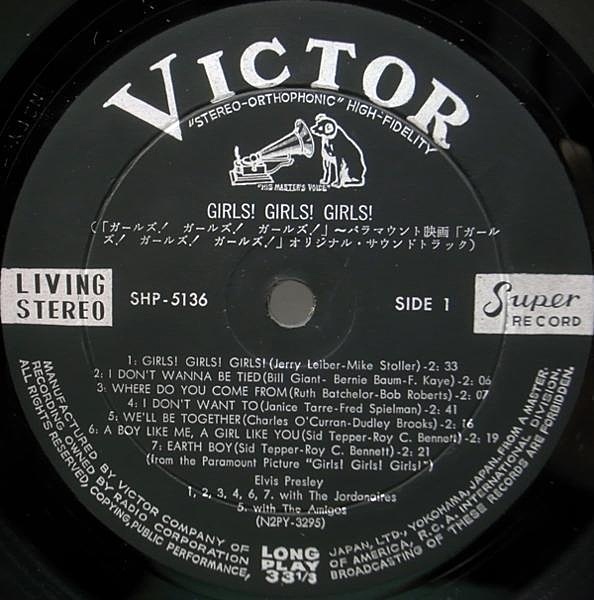 VICTOR
"STEREO-ORTHOPHONIC" HIGH-FIDELITY
"HIS MASTER'S VOICE"
GIRLS! GIRLS! GIRLS!
(「ガールズ! ガールズ! ガールズ!」〜パラマウント映画「ガール
ズ! ガールズ! ガールズ!」オリジナル・サウンドトラック)
LIVING
STEREO
SHP-5136
SIDE 1
Super
RECORD
1: GIRLS! GIRLS! GIRLS! (Jerry Leiber-Mike Stoller) -2: 33
2: I DON'T WANNA BE TIED (Bill Giant- Bernie Baum-F. Kaye) -2: 06
3: WHERE DO YOU COME FROM (Ruth Batchelor-Bob Roberts) -2: 07
4: I DON'T WANT TO (Janice Tarre-Fred Spielman) -2: 41
5: WE'LL BE TOGETHER (Charles O'Curran-Dudley Brooks) -2: 16
6: A BOY LIKE ME, A GIRL LIKE YOU (Sid Tepper-Roy C. Bennett) -2: 19
7: EARTH BOY (Sid Tepper-Roy C. Bennett) -2: 21
(from the Paramount Picture "Girls! Girls! Girls!")
Elvis Presley
1, 2, 3, 4, 6, 7. with The Jordanaires
5. with The Amigos
(N2PY-3295)
MANUFACTURED BY VICTOR COMPANY OF JAPAN, LTD., YOKOHAMA, JAPAN, FROM A MASTER
RECORDING OWNED BY RADIO CORPORATION OF AMERICA, R.C.A. INTERNATIONAL DIVISION.
ALL RIGHTS RESERVED, COPYING, PUBLIC PERFORMANCE, BROADCASTING OF THESE RECORDS ARE FORBIDDEN.
LONG
PLAY
33 1/3